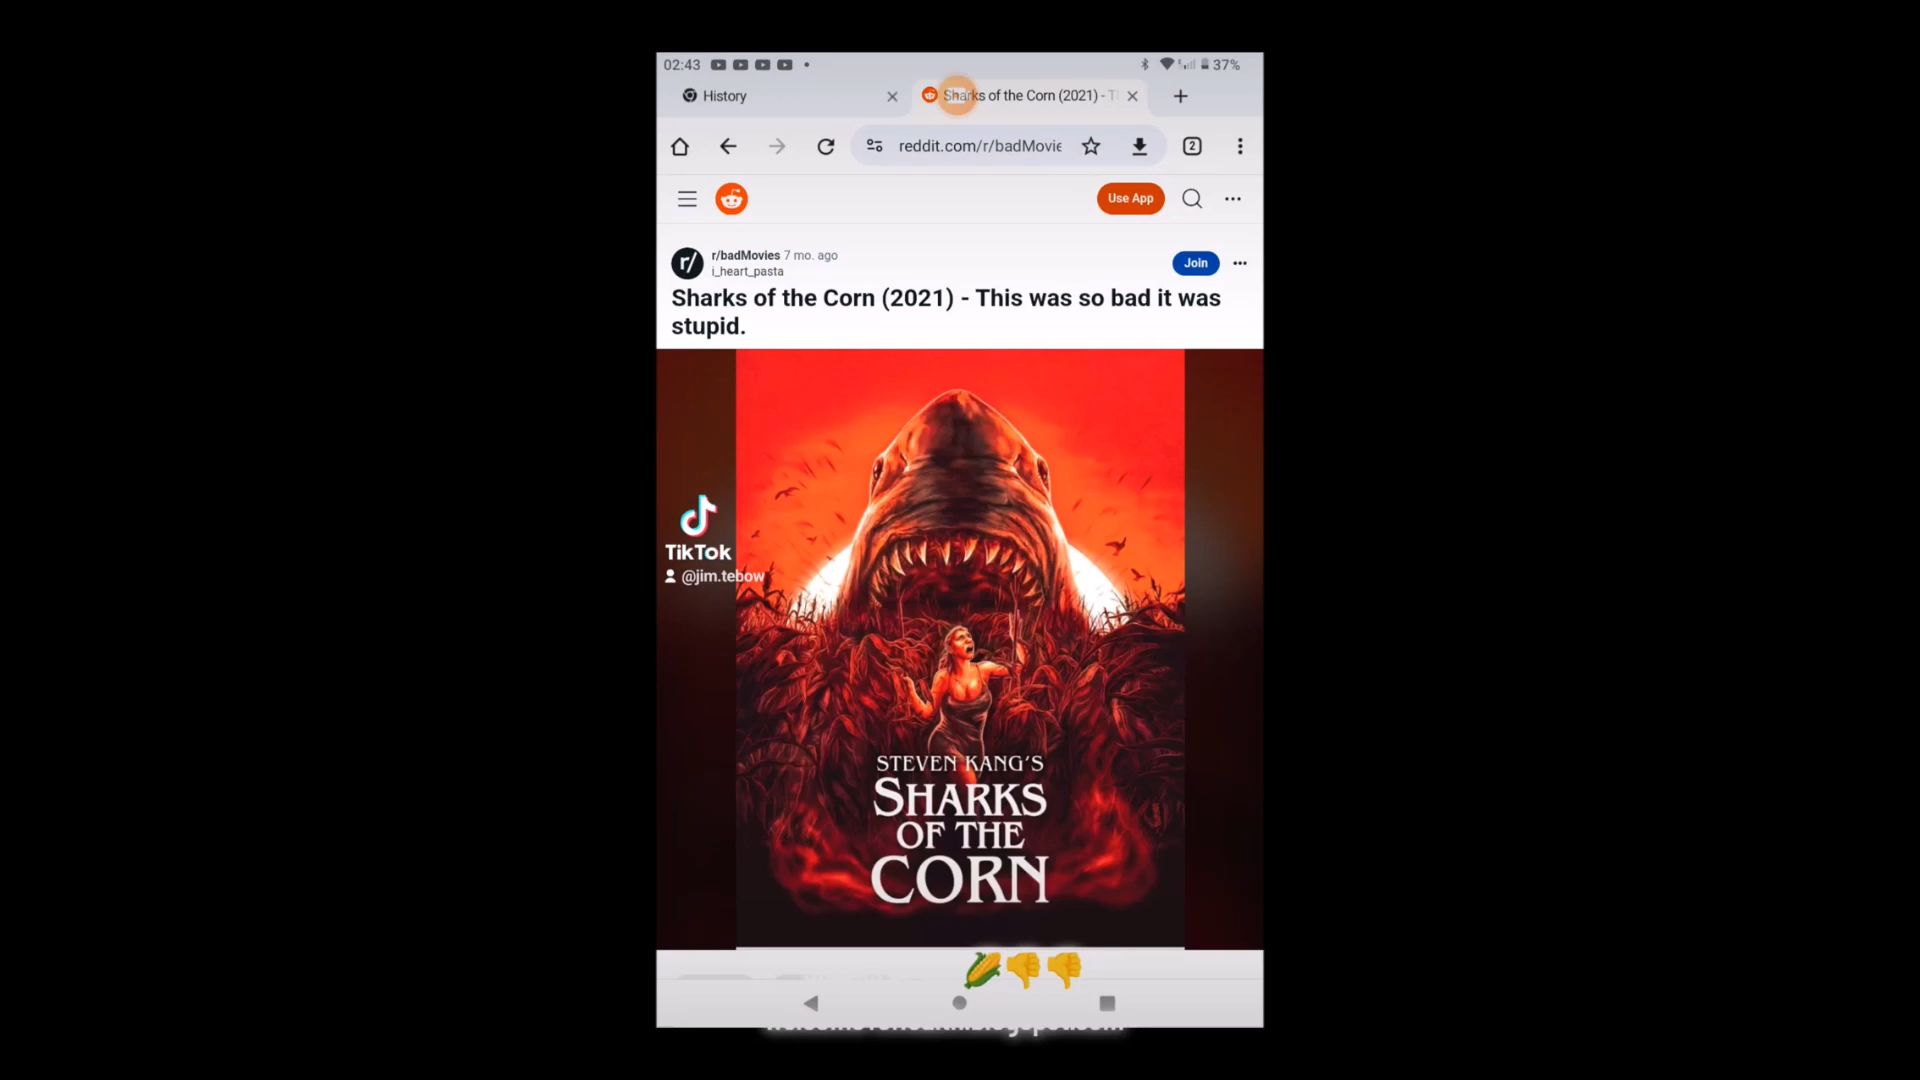 02:43
37%
History
Sharks of the Corn (2021) - T
reddit.com/r/badMovie
2
Use App
r/badMovies 7 mo. ago
i_heart_pasta
Join
Sharks of the Corn (2021) - This was so bad it was
stupid.
TikTok
@jim.tebow
STEVEN KANG'S
SHARKS
OF THE
CORN